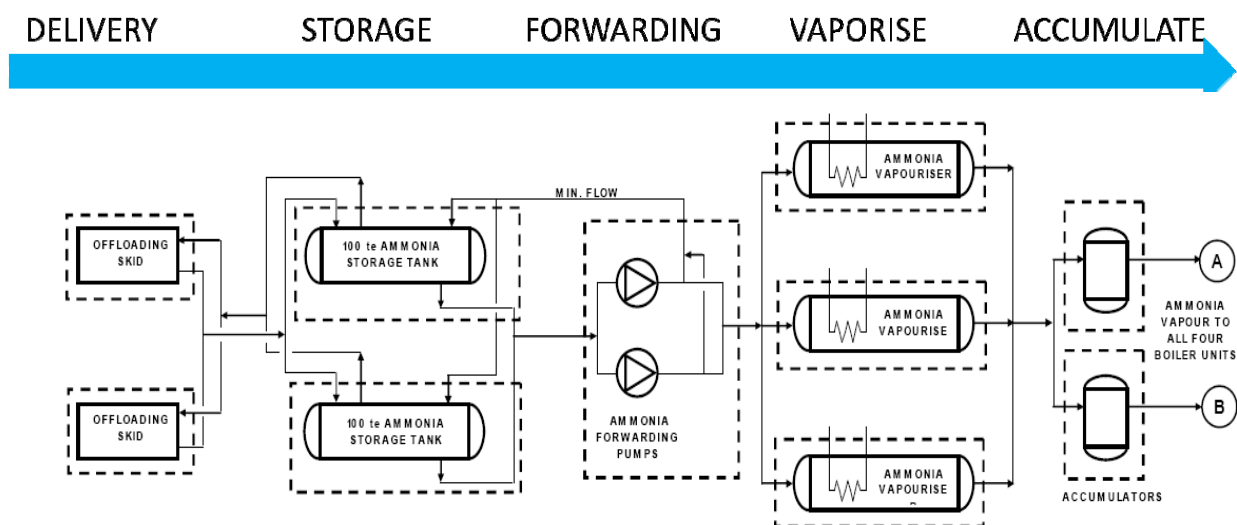 DELIVERY
STORAGE
FORWARDING
VAPORISE
ACCUMULATE
OFFLOADING
SKID
OFFLOADING
SKID
100 te AMMONIA
STORAGE TANK
100 te AMMONIA
STORAGE TANK
MIN. FLOW
AMMONIA
FORWARDING
PUMPS
AMMONIA
VAPOURISER
AMMONIA
VAPOURISE
AMMONIA
VAPOURISE
A
AMMONIA
VAPOUR TO
ALL FOUR
BOILER UNITS
B
ACCUMULATORS